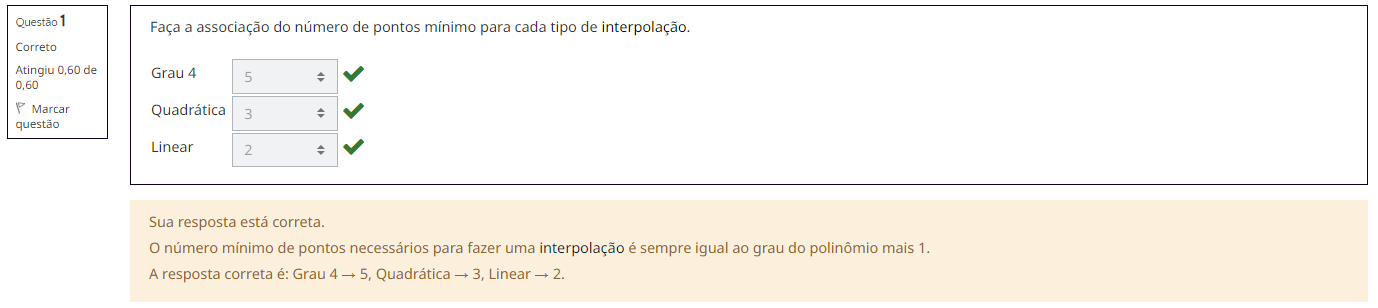 Questão 1
Correto
Atingiu 0,60 de
0,60
Marcar
questão
Faça a associação do número de pontos mínimo para cada tipo de interpolação.
Grau 4 5
Quadrática 3
Linear 2
Sua resposta está correta.
O número mínimo de pontos necessários para fazer uma interpolação é sempre igual ao grau do polinômio mais 1.
A resposta correta é: Grau 4 → 5, Quadrática → 3, Linear → 2.